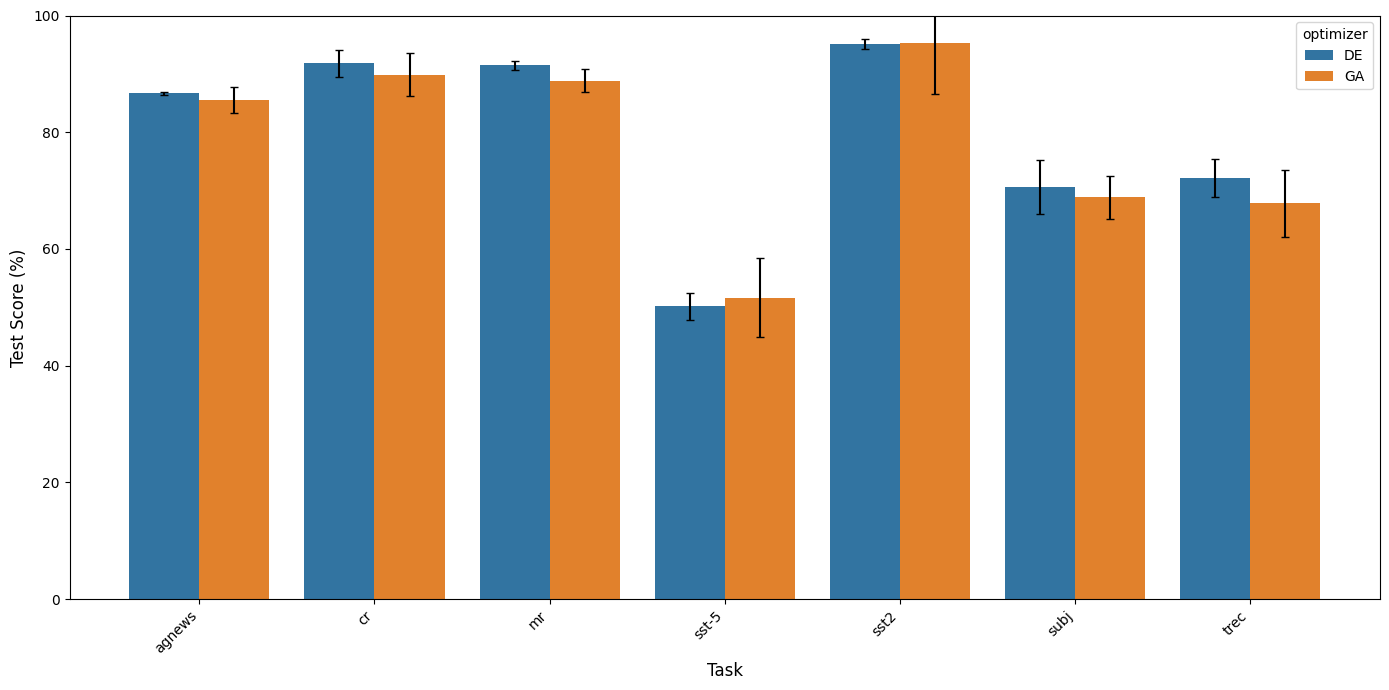 100
80
60
40
20
0
Test Score (%)
optimizer
DE
GA
agnews
cr
mr
sst-5
sst2
subj
trec
Task